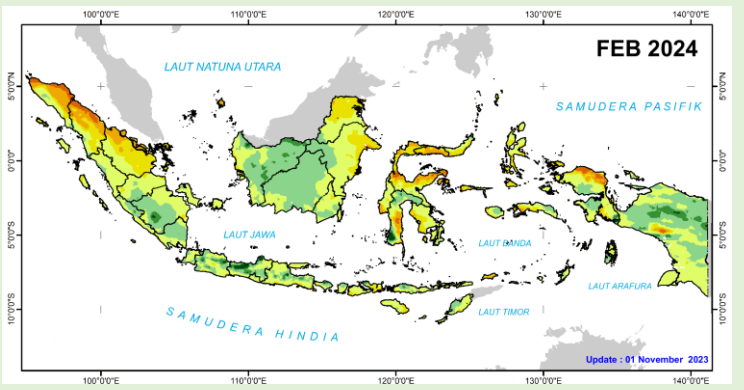 100°0'0"E 110°0'0"E 120°0'0"E 130°0'0"E 140°0'0"E
FEB 2024
LAUT NATUNA UTARA
5°0'0"N
5°0'0"N
SAMUDERA PASIFIK
0°0'0"
0°0'0"
LAUT JAWA
5°0'0"S
5°0'0"S
LAUT BANDA
LAUT ARAFURA
SAMUDERA HINDIA
LAUT TIMOR
10°0'0"S
10°0'0"S
Update : 01 November 2023
100°0'0"E 110°0'0"E 120°0'0"E 130°0'0"E 140°0'0"E